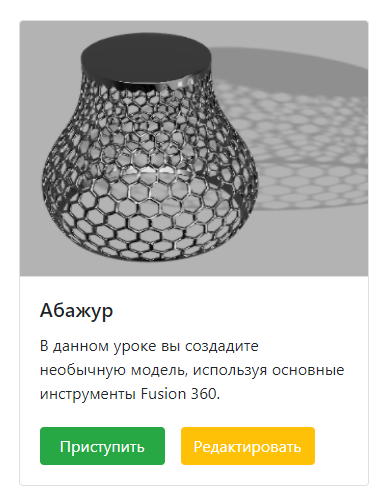 Абажур
В данном уроке вы создадите
необычную модель, используя основные
инструменты Fusion 360.
Приступить
Редактировать